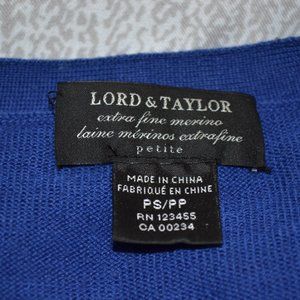 LORD & TAYLOR
extra fine merino
laine mérinos extrafine
petite
MADE IN CHINA
FABRIQUÉ EN CHINE
PS/PP
RN 123455
CA 00234